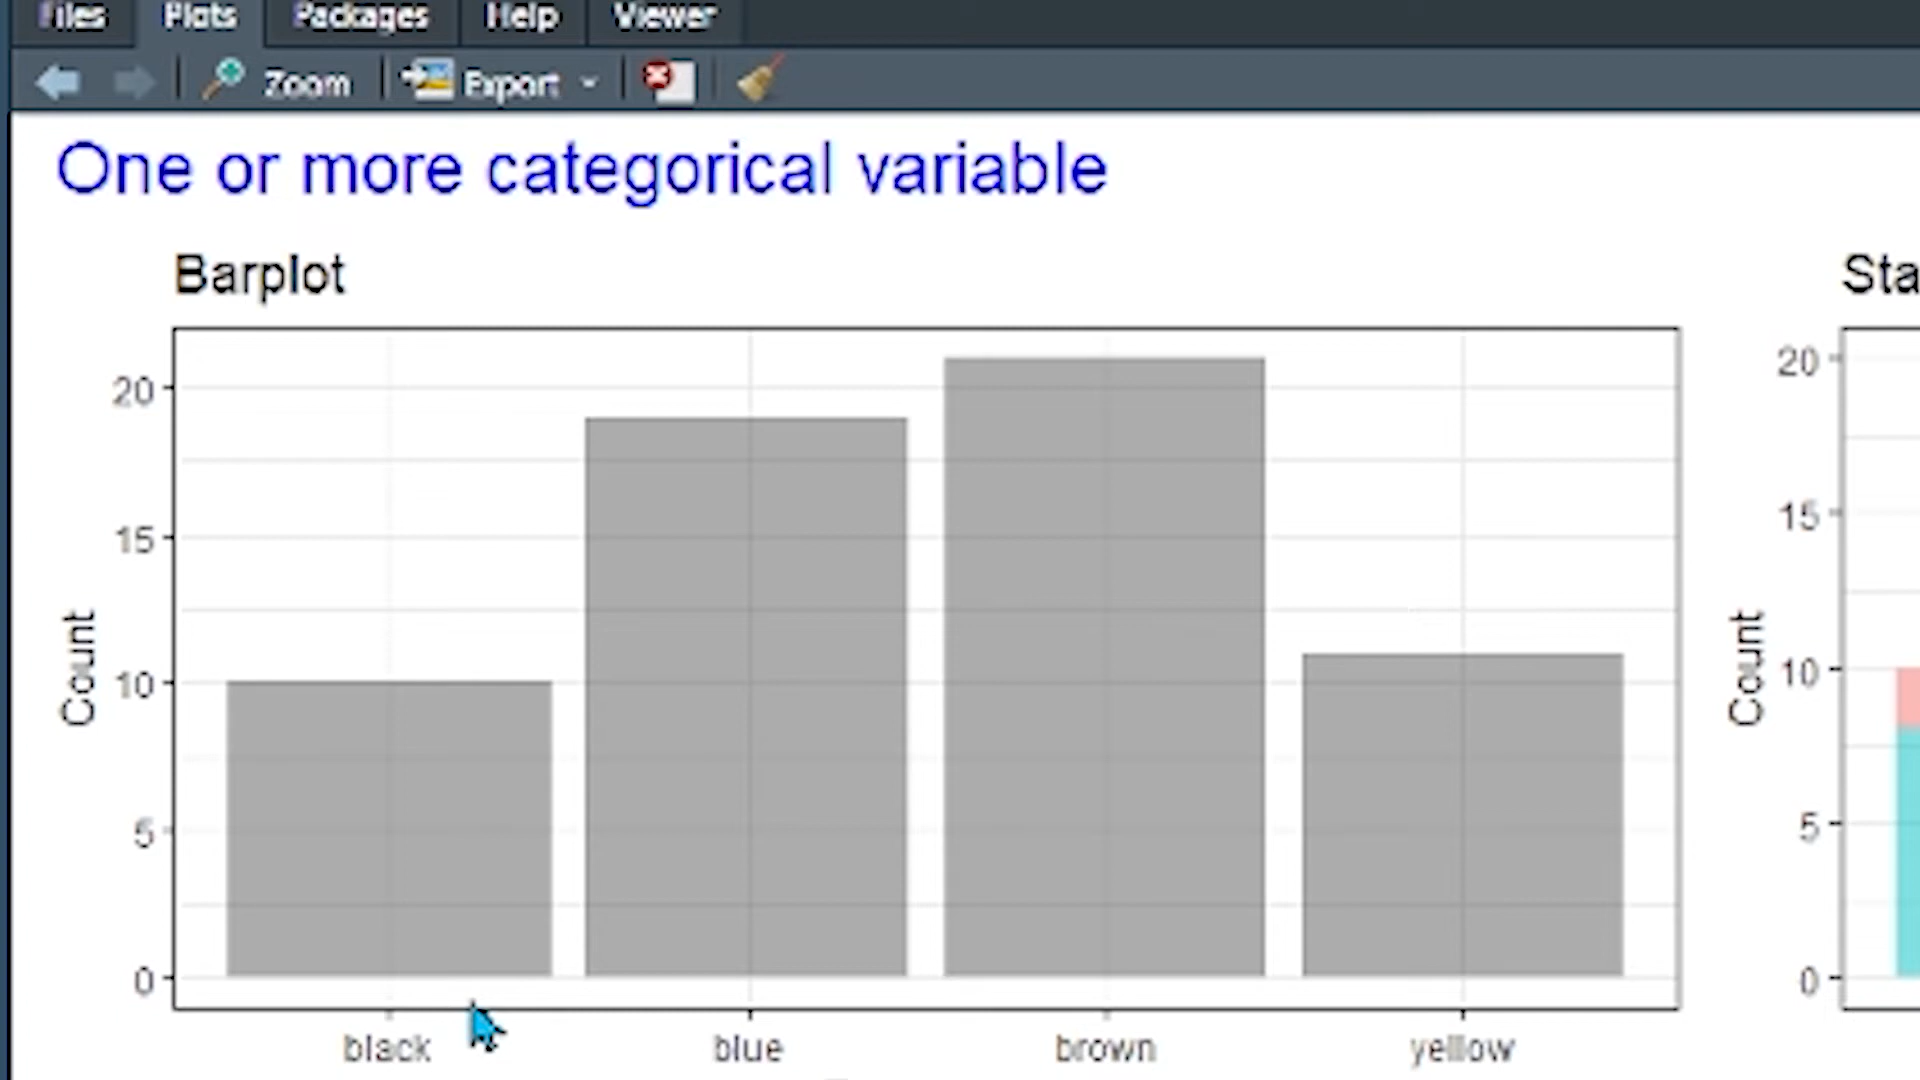 Files Plots Packages Help Viewer
Zoom Export
One or more categorical variable
Barplot
20
15
10
5
0
Count
black blue brown yellow
Sta
20
15
10
5
0
Count